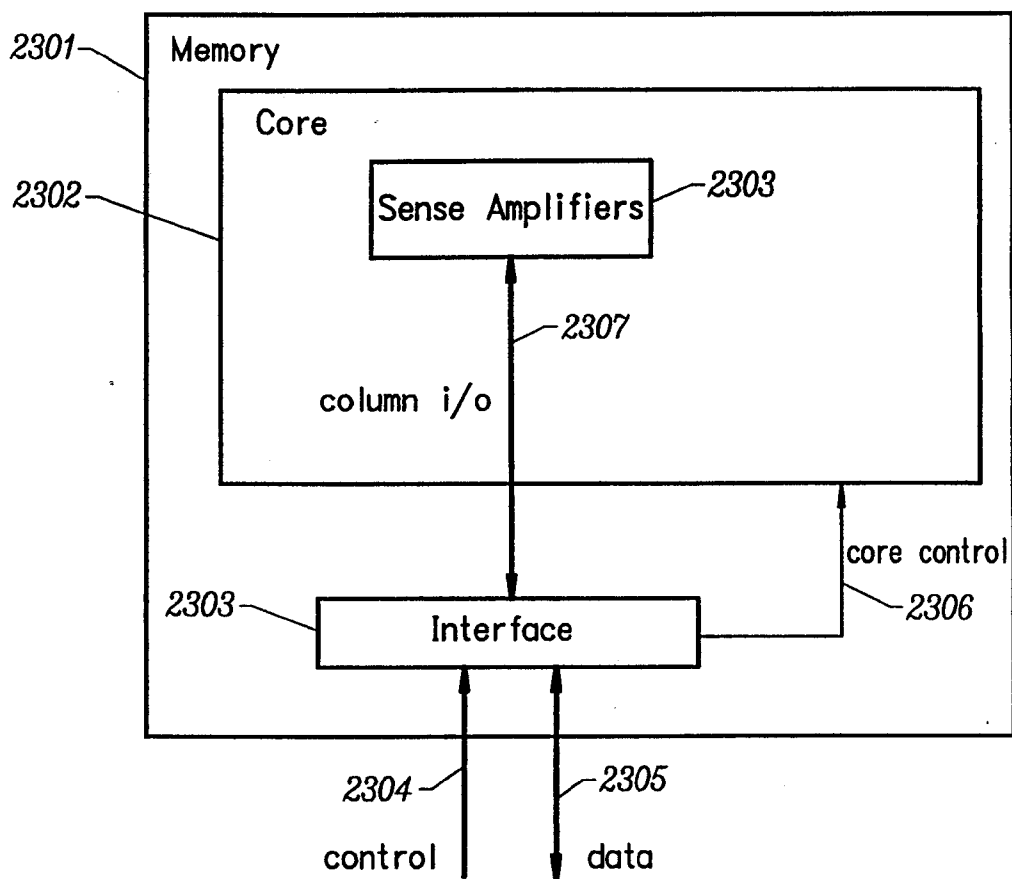 2301
Memory
Core
2302
Sense Amplifiers
2303
2307
column i/o
core control
2303
Interface
2306
2304
2305
control
data